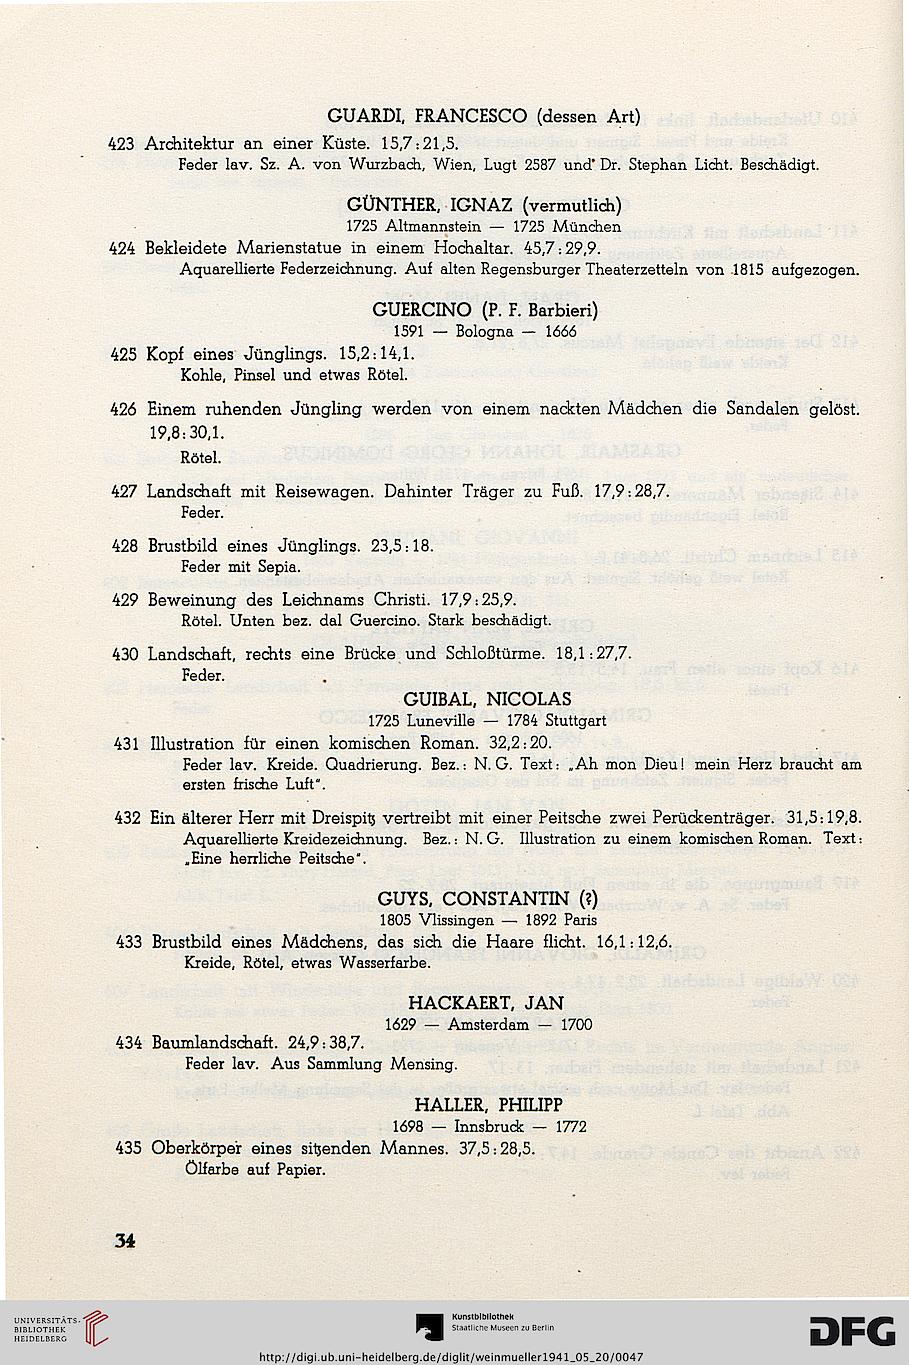 GUARDI, FRANCESCO (dessen Art)
423 Architektur an einer Küste. 15,7 : 21,5.
Feder lav. Sz. A. von Wurzbach, Wien, Lugt 2587 und Dr. Stephan Licht. Beschädigt.
GÜNTHER, IGNAZ (vermutlich)
1725 Altmannstein — 1725 München
424 Bekleidete Marienstatue in einem Hochaltar. 45,7 : 29,9.
Aquarellierte Federzeichnung. Auf alten Regensburger Theaterzetteln von 1815 aufgezogen.
GUERCINO (P. F. Barbieri)
1591 — Bologna — 1666
425 Kopf eines Jünglings. 15,2 : 14,1.
Kohle, Pinsel und etwas Rötel.
426 Einem ruhenden Jüngling werden von einem nackten Mädchen die Sandalen gelöst.
19,8 : 30,1.
Rötel.
427 Landschaft mit Reisewagen. Dahinter Träger zu Fuß. 17,9 : 28,7.
Feder.
428 Brustbild eines Jünglings. 23,5 : 18.
Feder mit Sepia.
429 Beweinung des Leichnams Christi. 17,9 : 25,9.
Rötel. Unten bez. dal Guercino. Stark beschädigt.
430 Landschaft, rechts eine Brücke und Schloßtürme. 18,1 : 27,7.
Feder.
GUIBAL, NICOLAS
1725 Luneville — 1784 Stuttgart
431 Illustration für einen komischen Roman. 32,2 : 20.
Feder lav. Kreide. Quadrierung. Bez.: N. G. Text: „Ah mon Dieu! mein Herz braucht am
ersten frische Luft".
432 Ein älterer Herr mit Dreispitz vertreibt mit einer Peitsche zwei Perückenträger. 31,5 : 19,8.
Aquarellierte Kreidezeichnung. Bez.: N. G. Illustration zu einem komischen Roman. Text:
„Eine herrliche Peitsche".
GUYS, CONSTANTIN (?)
1805 Vlissingen — 1892 Paris
433 Brustbild eines Mädchens, das sich die Haare flicht. 16,1 : 12,6.
Kreide, Rötel, etwas Wasserfarbe.
HACKAERT, JAN
1629 — Amsterdam — 1700
434 Baumlandschaft. 24,9 : 38,7.
Feder lav. Aus Sammlung Mensing.
HALLER, PHILIPP
1698 — Innsbruck — 1772
435 Oberkörper eines sitzenden Mannes. 37,5 : 28,5.
Ölfarbe auf Papier.
34
UNIVERSITÄTS-
BIBLIOTHEK
HEIDELBERG
Kunstbibliothek
Staatliche Museen zu Berlin
DFG
http://digi.ub.uni-heidelberg.de/diglit/weinmueller1941_05_20/0047